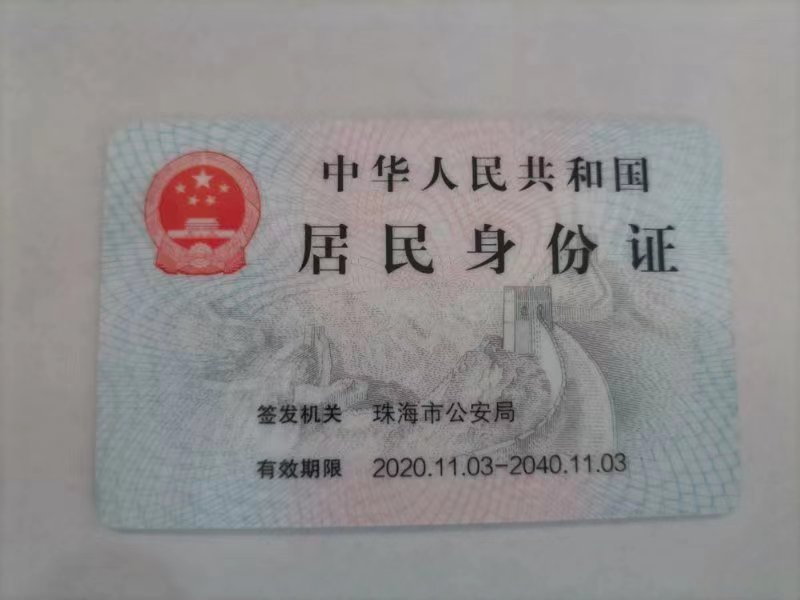 中华人民共和国
居民身份证
签发机关 珠海市公安局
有效期限 2020.11.03-2040.11.03